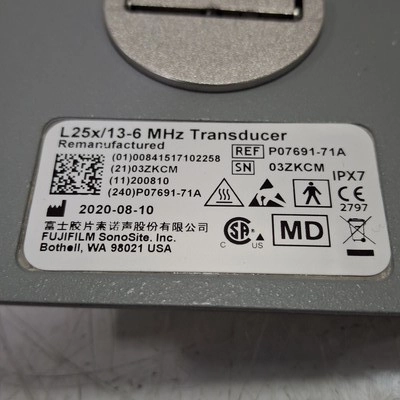 L25x/13-6 MHz Transducer
Remanufactured
REF P07691-71A
(01)00841517102258
SN 03ZKCM
(21)03ZKCM
(11)200810
(240)P07691-71A
IPX7
2020-08-10
CE
2797
富士胶片索诺声股份有限公司
FUJIFILM SonoSite, Inc.
Bothell, WA 98021 USA
C US
MD